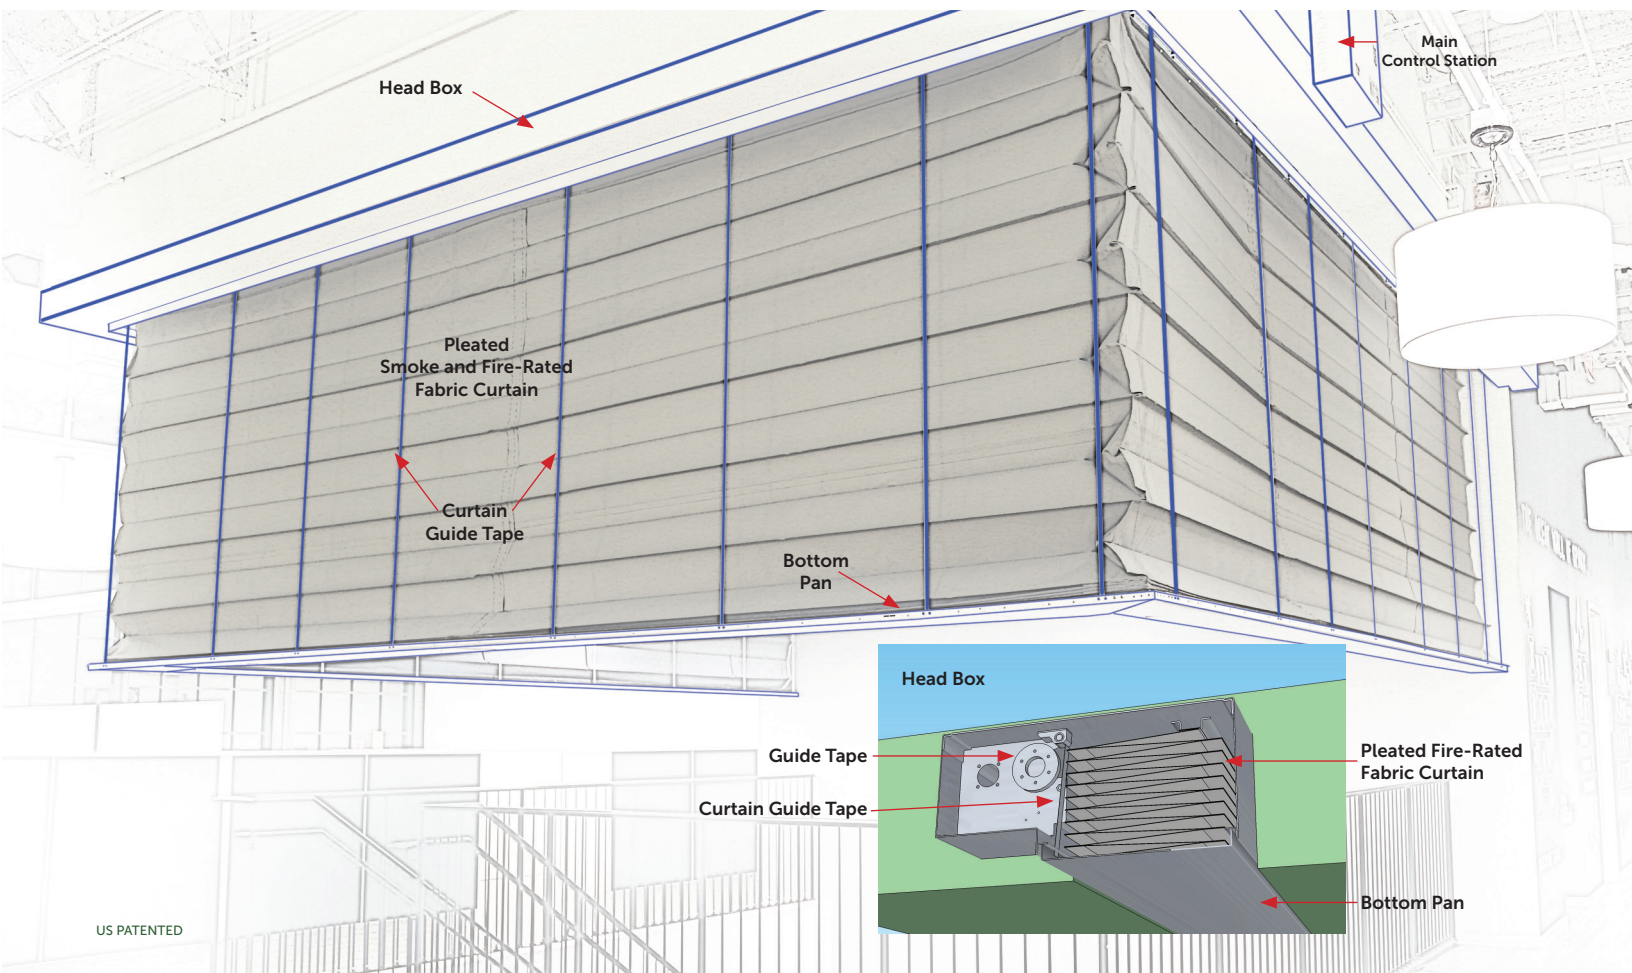 Main
Control Station
Head Box
Pleated
Smoke and Fire-Rated
Fabric Curtain
Curtain
Guide Tape
Bottom
Pan
Head Box
Guide Tape
Curtain Guide Tape
Pleated Fire-Rated
Fabric Curtain
Bottom Pan
US PATENTED